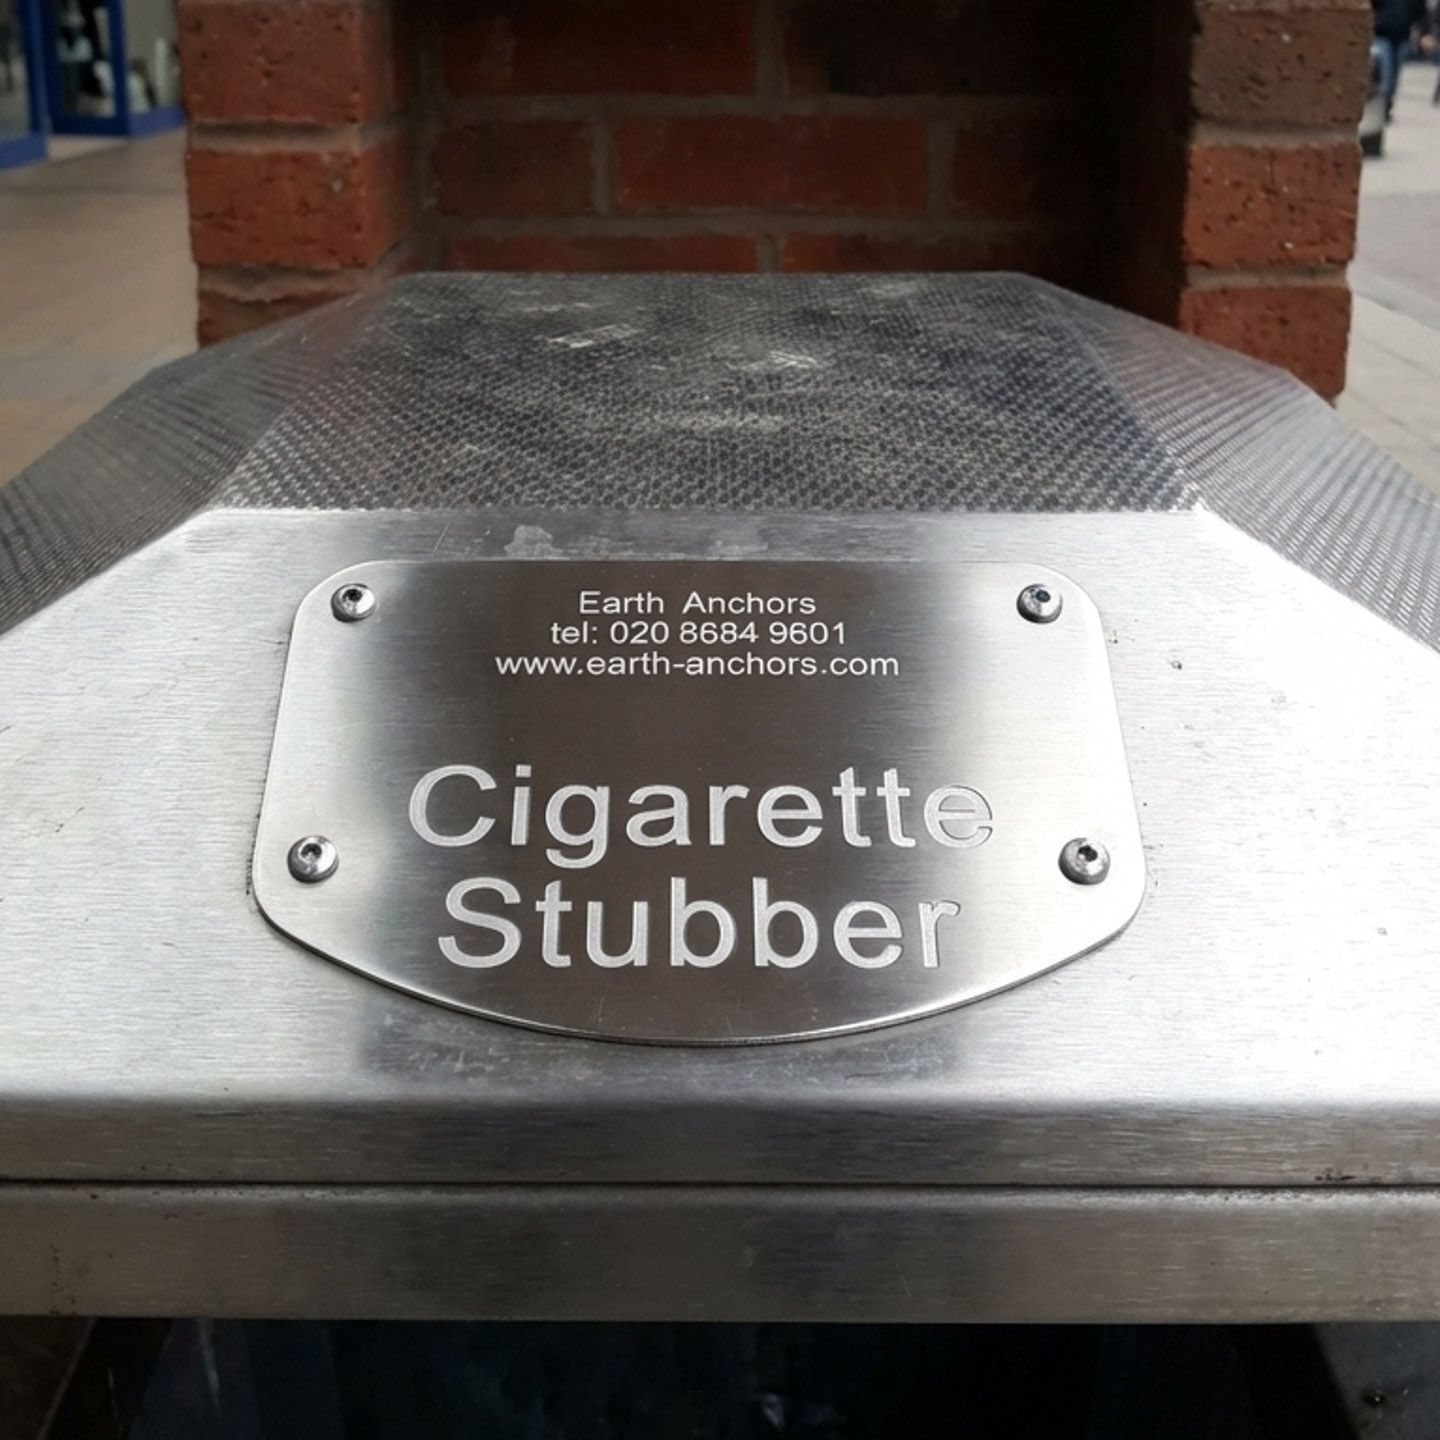 Earth Anchors
tel: 020 8684 9601
www.earth-anchors.com
Cigarette
Stubber